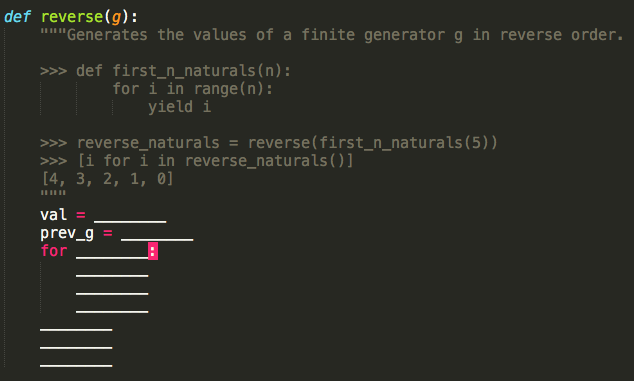 def reverse(g):
    """Generates the values of a finite generator g in reverse order.

    >>> def first_n_naturals(n):
            for i in range(n):
                yield i

    >>> reverse_naturals = reverse(first_n_naturals(5))
    >>> [i for i in reverse_naturals()]
    [4, 3, 2, 1, 0]
    """
    val = ________
    prev_g = ________
    for ________:
        ________
        ________
        ________
    ________
    ________
    ________